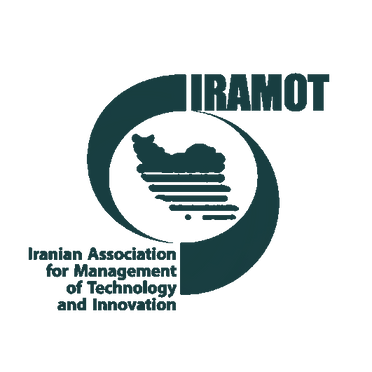 IRAMOT
Iranian Association
for Management
of Technology
and Innovation